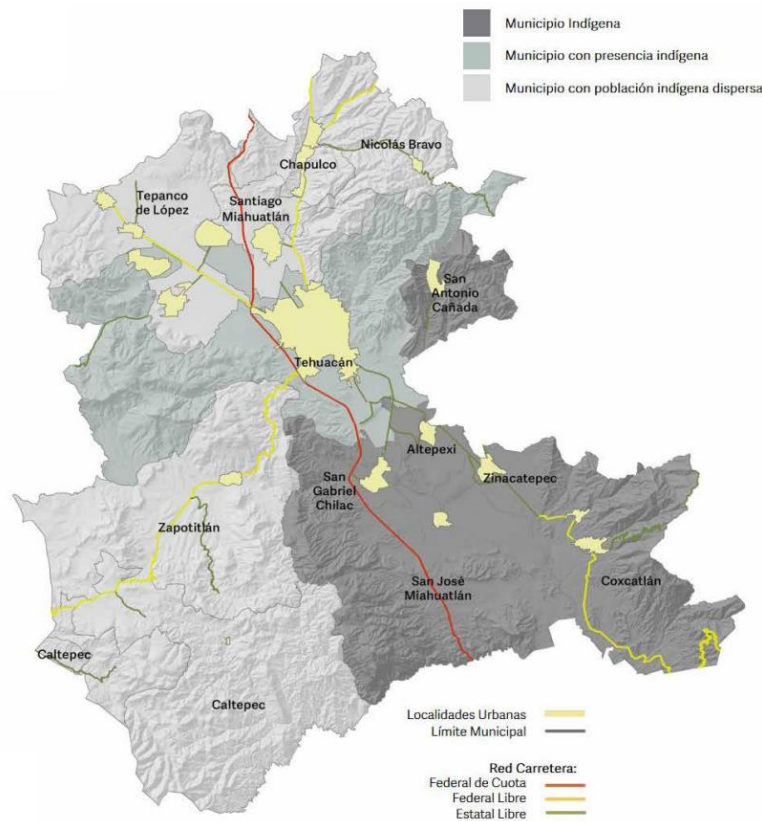 Municipio Indígena
Municipio con presencia indígena
Municipio con población indígena dispersa
Nicolás Bravo
Chapulco
Tepanco
de López
Santiago
Miahuatlán
San
Antonio
Cañada
Tehuacán
Altepexi
Zinacatepec
San
Gabriel
Chilac
Zapotitlán
San José
Miahuatlán
Coxcatlán
Caltepec
Caltepec
Localidades Urbanas
Límite Municipal
Red Carretera:
Federal de Cuota
Federal Libre
Estatal Libre